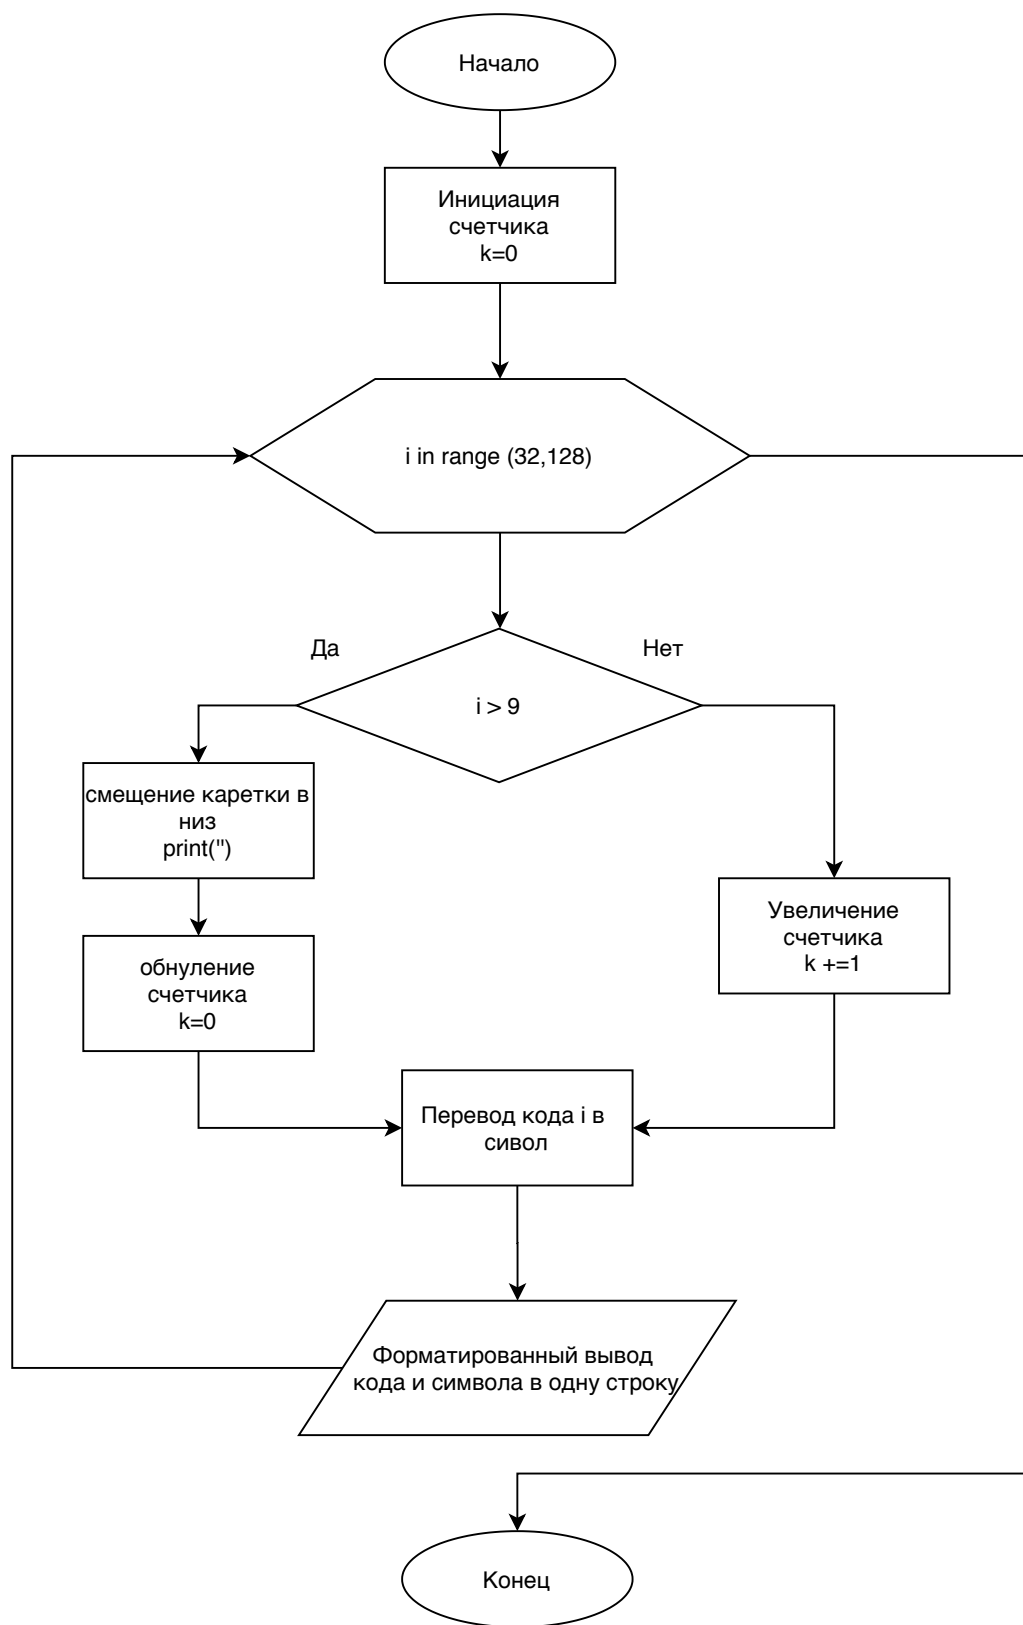 Начало
Инициация
счетчика
k=0
i in range (32,128)
Да
Нет
i > 9
смещение каретки в
низ
print('')
обнуление
счетчика
k=0
Увеличение
счетчика
k +=1
Перевод кода i в
сивол
Форматированный вывод
кода и символа в одну строку
Конец